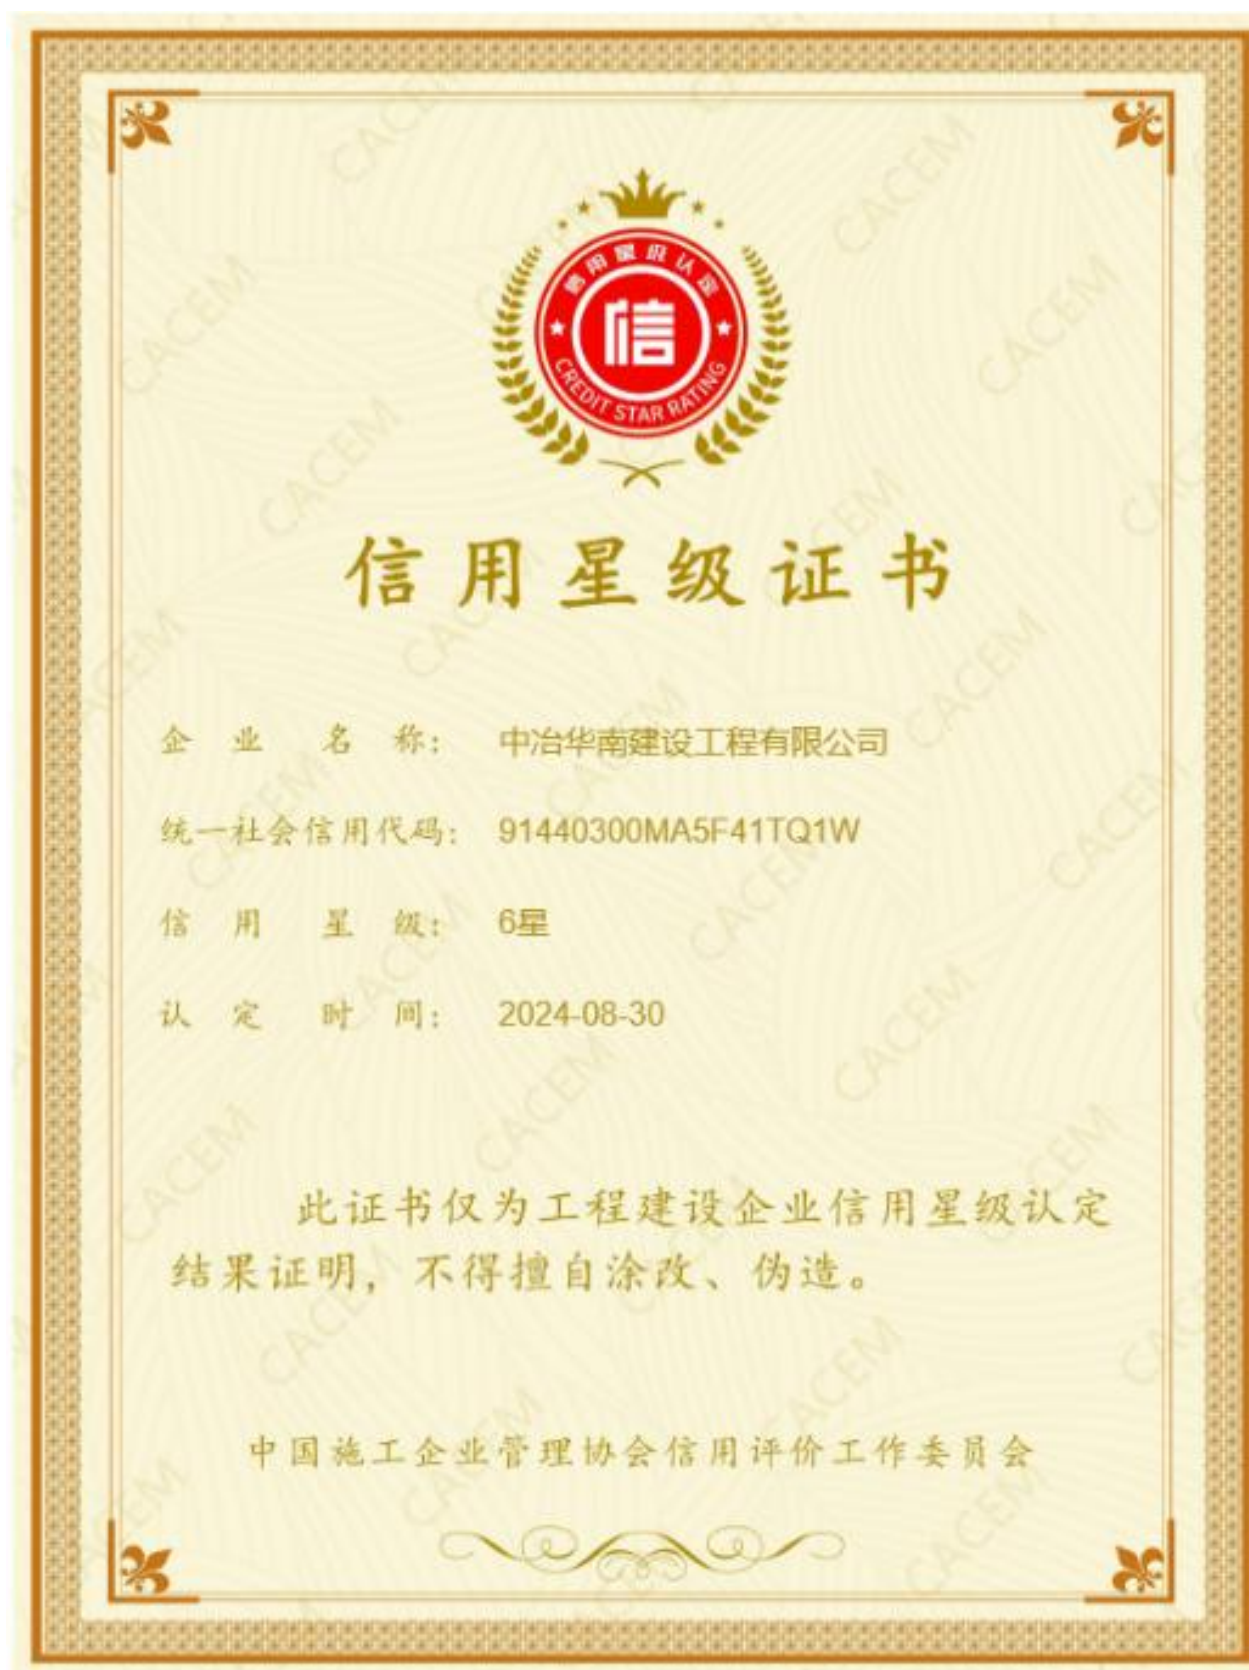 信用星级认定
信
CREDIT STAR RATING
信用星级证书
企业名称: 中冶华南建设工程有限公司
统一社会信用代码: 91440300MA5F41TQ1W
信用星级: 6星
认定时间: 2024-08-30
此证书仅为工程建设企业信用星级认定
结果证明，不得擅自涂改、伪造。
中国施工企业管理协会信用评价工作委员会
CACEM